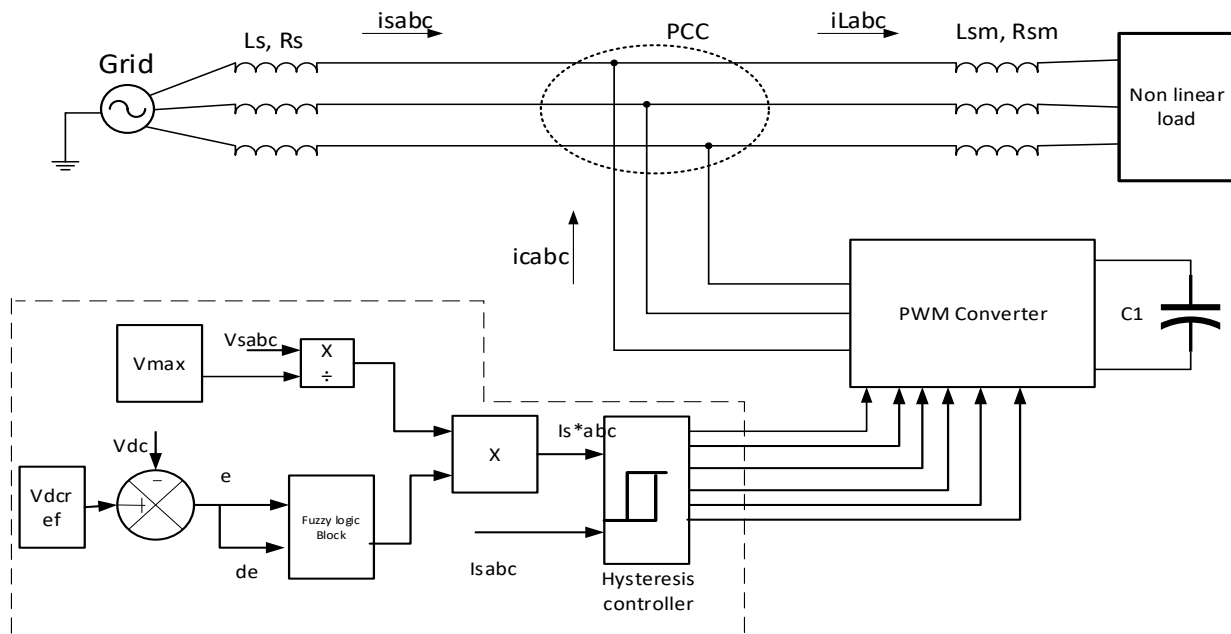 isabc
iLabc
Ls, Rs
PCC
Lsm, Rsm
Grid
Non linear
load
icabc
PWM Converter
C1
Vsabc
Vmax
X
÷
Is*abc
X
Vdc
−
Vdcr
ef
+
e
Fuzzy logic
Block
de
Isabc
Hysteresis
controller